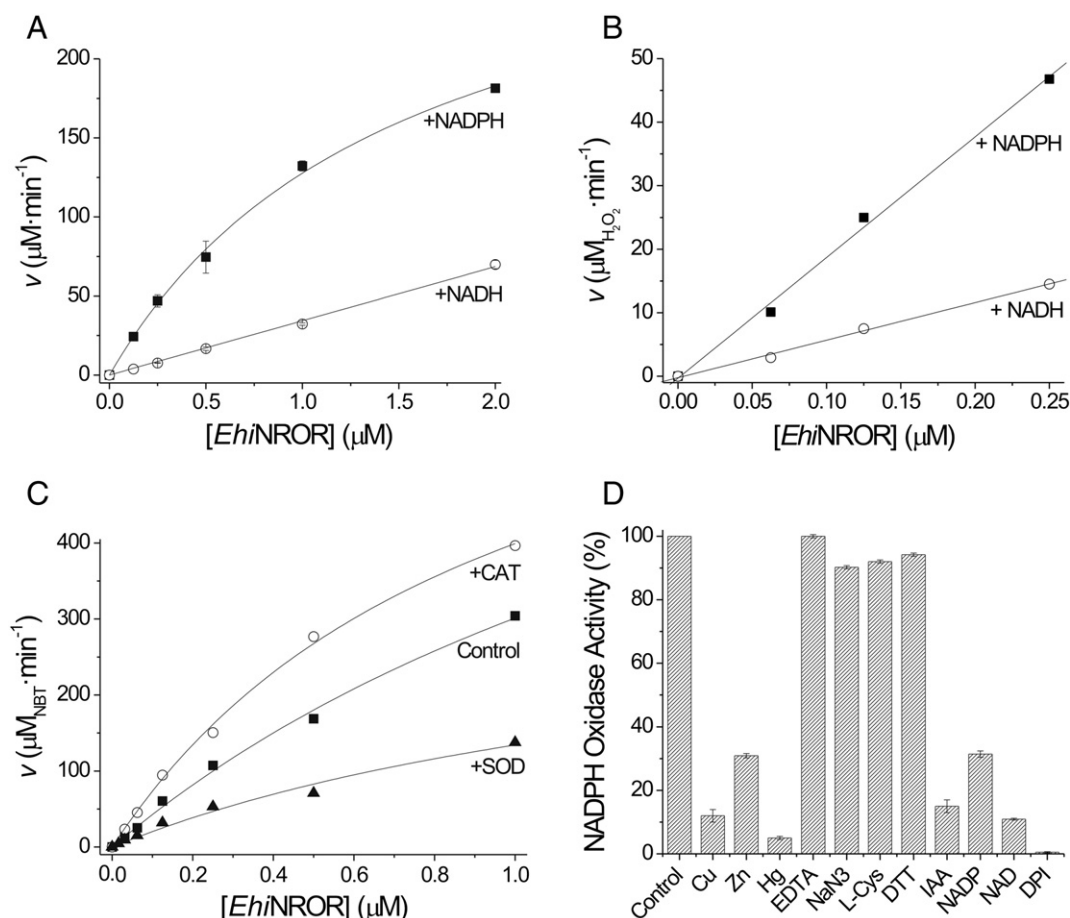 A
200
150
100
50
0
v (μM·min⁻¹)
+NADPH
+NADH
0.0 0.5 1.0 1.5 2.0
[EhiNROR] (μM)
B
50
40
30
20
10
0
v (μM H₂O₂ ·min⁻¹)
+ NADPH
+ NADH
0.00 0.05 0.10 0.15 0.20 0.25
[EhiNROR] (μM)
C
400
300
200
100
0
v (μM NBT ·min⁻¹)
+CAT
Control
+SOD
0.0 0.2 0.4 0.6 0.8 1.0
[EhiNROR] (μM)
D
100
80
60
40
20
0
NADPH Oxidase Activity (%)
Control
Cu
Zn
Hg
EDTA
NaN3
L-Cys
DTT
IAA
NADP
NAD
DPI